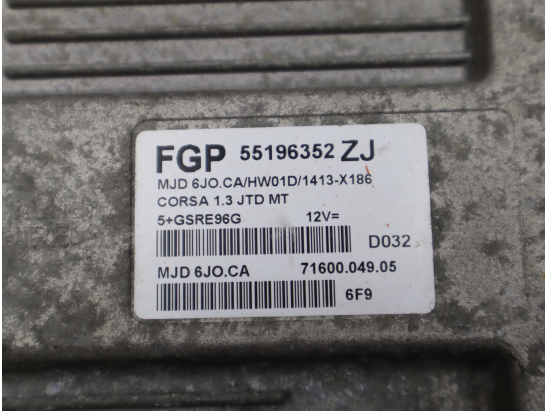 FGP 55196352 ZJ
MJD 6JO.CA/HW01D/1413-X186
CORSA 1.3 JTD MT
5+GSRE96G 12V=
D032
MJD 6JO.CA 71600.049.05
6F9